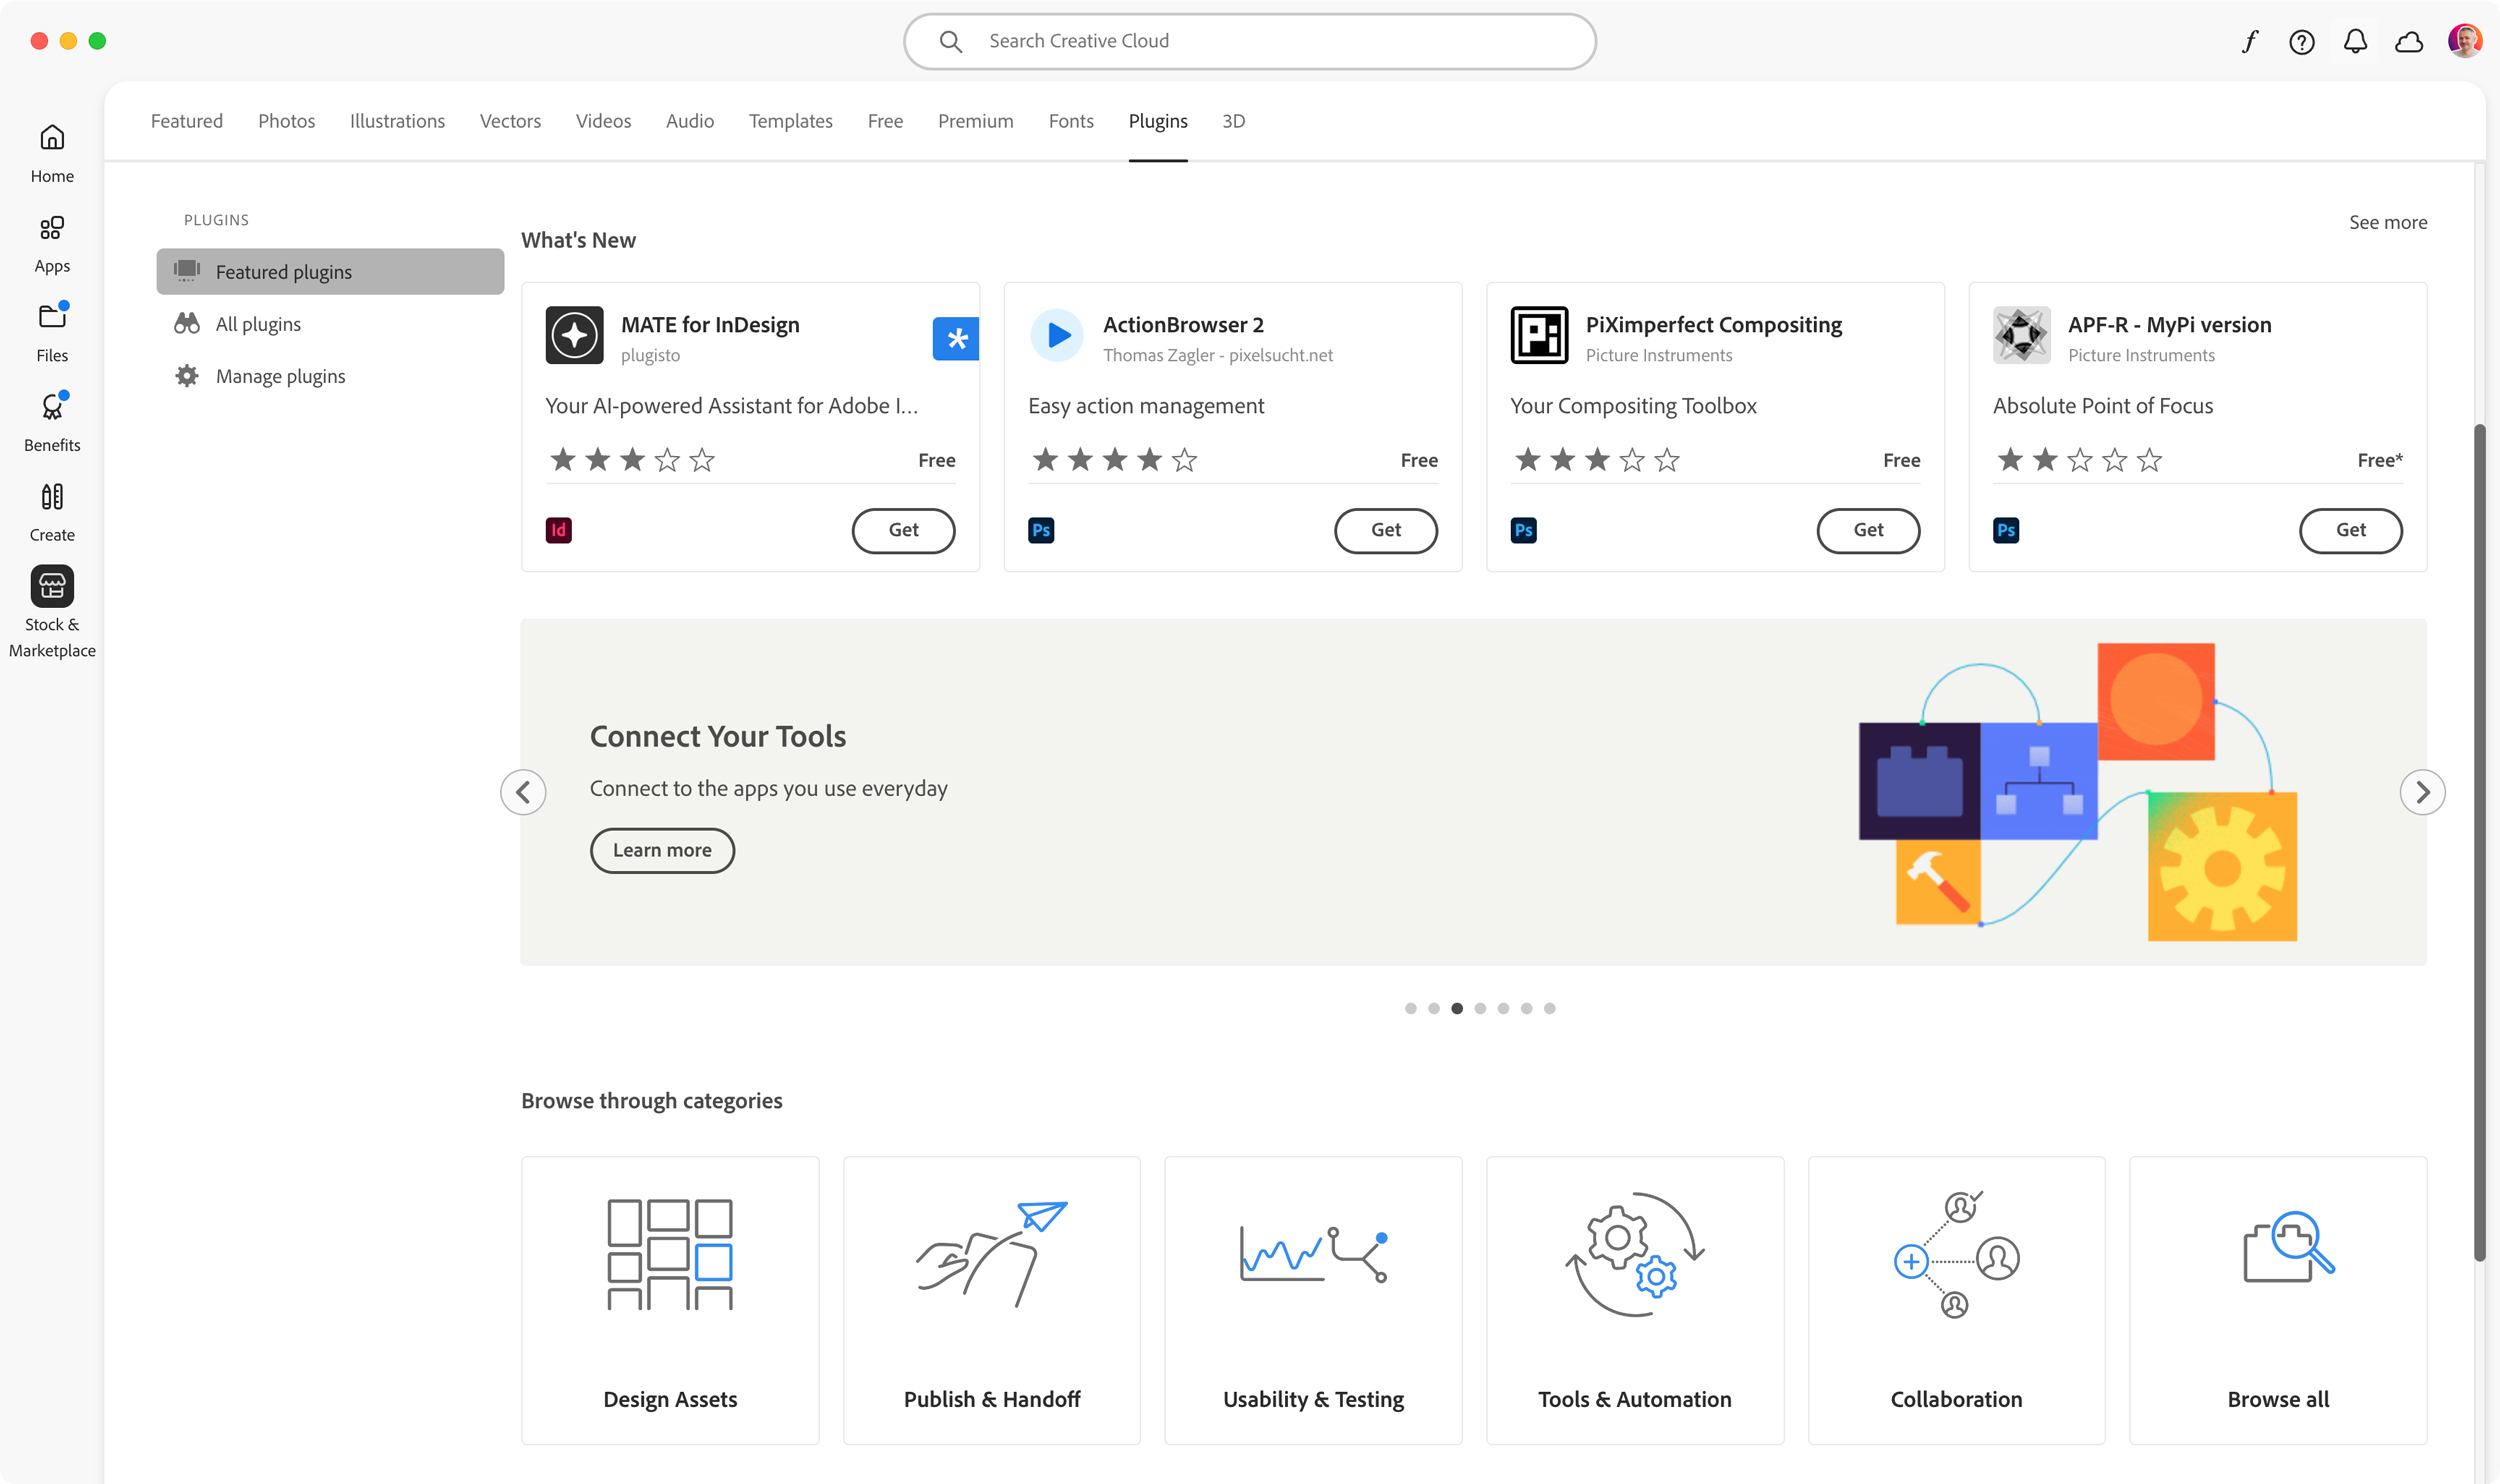 Search Creative Cloud
Home
Apps
Files
Benefits
Create
Stock &
Marketplace
Featured Photos Illustrations Vectors Videos Audio Templates Free Premium Fonts Plugins 3D
PLUGINS
Featured plugins
All plugins
Manage plugins
What's New
See more
MATE for InDesign
plugisto
Your AI-powered Assistant for Adobe I...
Free
Id
Get
ActionBrowser 2
Thomas Zagler - pixelsucht.net
Easy action management
Free
Ps
Get
PiXimperfect Compositing
Picture Instruments
Your Compositing Toolbox
Free
Ps
Get
APF-R - MyPi version
Picture Instruments
Absolute Point of Focus
Free*
Ps
Get
Connect Your Tools
Connect to the apps you use everyday
Learn more
Browse through categories
Design Assets
Publish & Handoff
Usability & Testing
Tools & Automation
Collaboration
Browse all